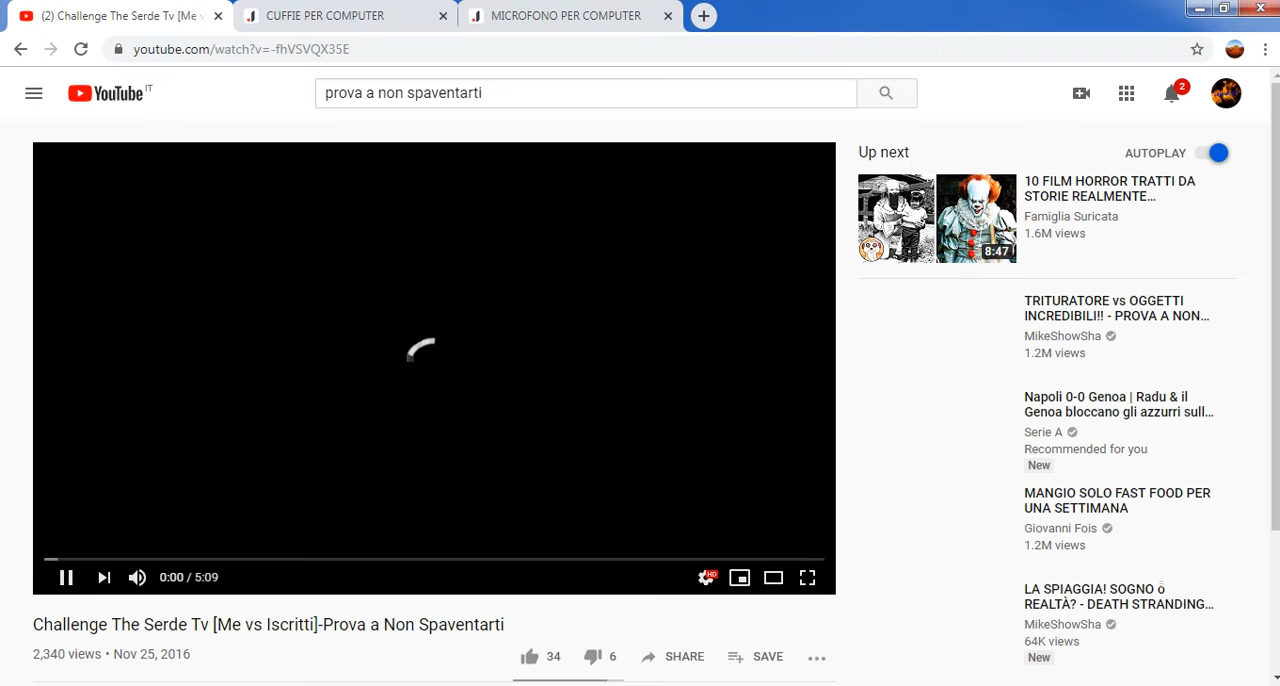 (2) Challenge The Serde Tv [Me v
CUFFIE PER COMPUTER
MICROFONO PER COMPUTER
youtube.com/watch?v=-fhVSVQX35E
YouTube IT
prova a non spaventarti
2
Up next
AUTOPLAY
10 FILM HORROR TRATTI DA
STORIE REALMENTE…
Famiglia Suricata
1.6M views
8:47
TRITURATORE vs OGGETTI
INCREDIBILI!! - PROVA A NON…
MikeShowSha
1.2M views
Napoli 0-0 Genoa | Radu & il
Genoa bloccano gli azzurri sull…
Serie A
Recommended for you
New
MANGIO SOLO FAST FOOD PER
UNA SETTIMANA
Giovanni Fois
1.2M views
LA SPIAGGIA! SOGNO o
REALTÀ? - DEATH STRANDING…
MikeShowSha
64K views
New
0:00 / 5:09
HD
Challenge The Serde Tv [Me vs Iscritti]-Prova a Non Spaventarti
2,340 views • Nov 25, 2016
34
6
SHARE
SAVE